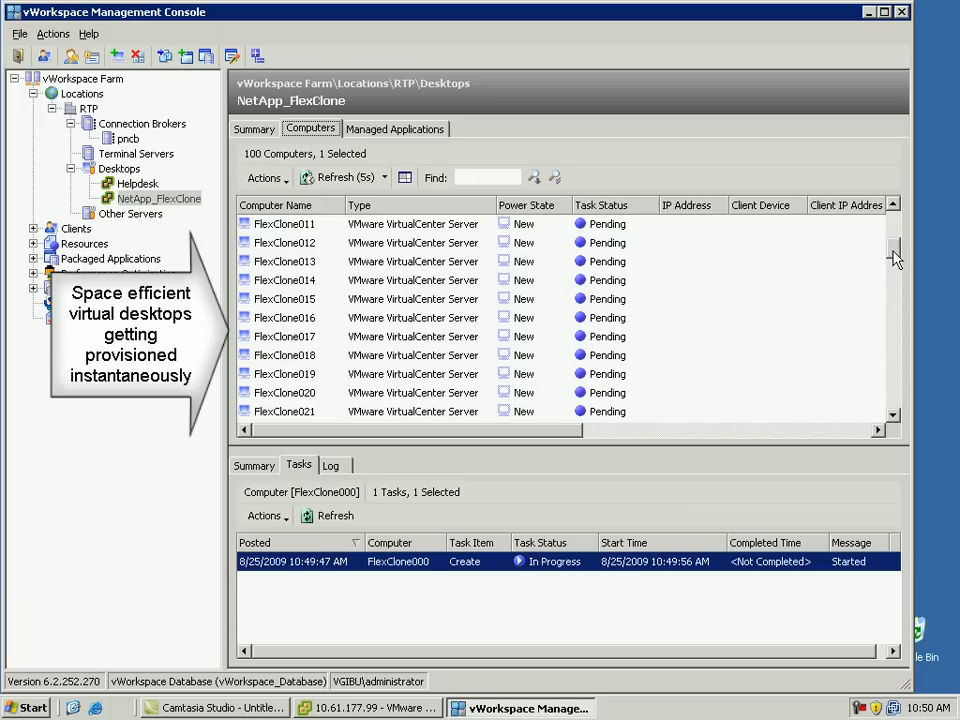 vWorkspace Management Console
File Actions Help
vWorkspace Farm
Locations
RTP
Connection Brokers
pncb
Terminal Servers
Desktops
Helpdesk
NetApp_FlexClone
Other Servers
Clients
Resources
Packaged Applications
Space efficient
virtual desktops
getting
provisioned
instantaneously
vWorkspace Farm\Locations\RTP\Desktops
NetApp_FlexClone
Summary Computers Managed Applications
100 Computers, 1 Selected
Actions Refresh (5s) Find:
Computer Name Type Power State Task Status IP Address Client Device Client IP Addres
FlexClone011 VMware VirtualCenter Server New Pending
FlexClone012 VMware VirtualCenter Server New Pending
FlexClone013 VMware VirtualCenter Server New Pending
FlexClone014 VMware VirtualCenter Server New Pending
FlexClone015 VMware VirtualCenter Server New Pending
FlexClone016 VMware VirtualCenter Server New Pending
FlexClone017 VMware VirtualCenter Server New Pending
FlexClone018 VMware VirtualCenter Server New Pending
FlexClone019 VMware VirtualCenter Server New Pending
FlexClone020 VMware VirtualCenter Server New Pending
FlexClone021 VMware VirtualCenter Server New Pending
Summary Tasks Log
Computer [FlexClone000] 1 Tasks, 1 Selected
Actions Refresh
Posted Computer Task Item Task Status Start Time Completed Time Message
8/25/2009 10:49:47 AM FlexClone000 Create In Progress 8/25/2009 10:49:56 AM <Not Completed> Started
le Bin
Version 6.2.252.270 vWorkspace Database (vWorkspace_Database) VGIBU\administrator
Start Camtasia Studio - Untitle... 10.61.177.99 - VMware ... vWorkspace Manage... 10:50 AM